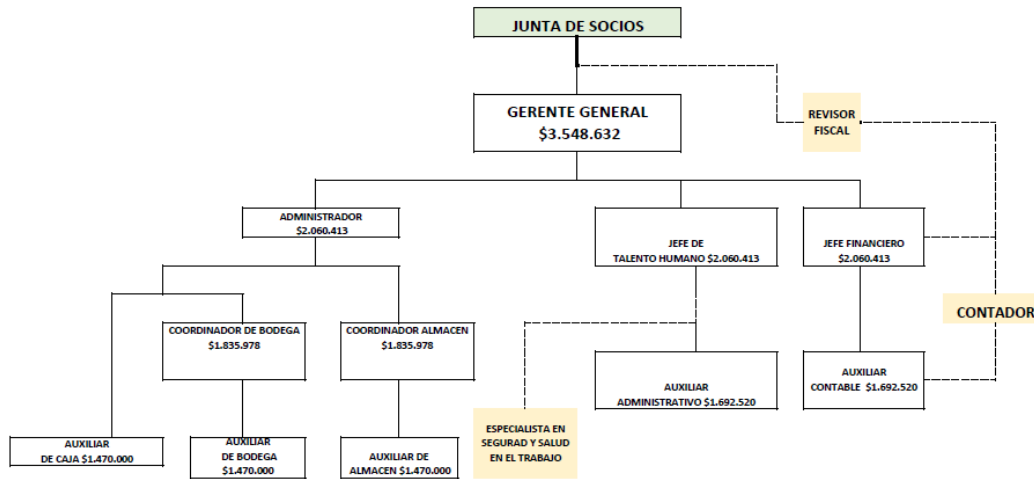 JUNTA DE SOCIOS
GERENTE GENERAL
$3.548.632
REVISOR
FISCAL
ADMINISTRADOR
$2.060.413
JEFE DE
TALENTO HUMANO $2.060.413
JEFE FINANCIERO
$2.060.413
CONTADOR
COORDINADOR DE BODEGA
$1.835.978
COORDINADOR ALMACEN
$1.835.978
AUXILIAR
ADMINISTRATIVO $1.692.520
AUXILIAR
CONTABLE $1.692.520
ESPECIALISTA EN
SEGURAD Y SALUD
EN EL TRABAJO
AUXILIAR
DE CAJA $1.470.000
AUXILIAR
DE BODEGA
$1.470.000
AUXILIAR DE
ALMACEN $1.470.000